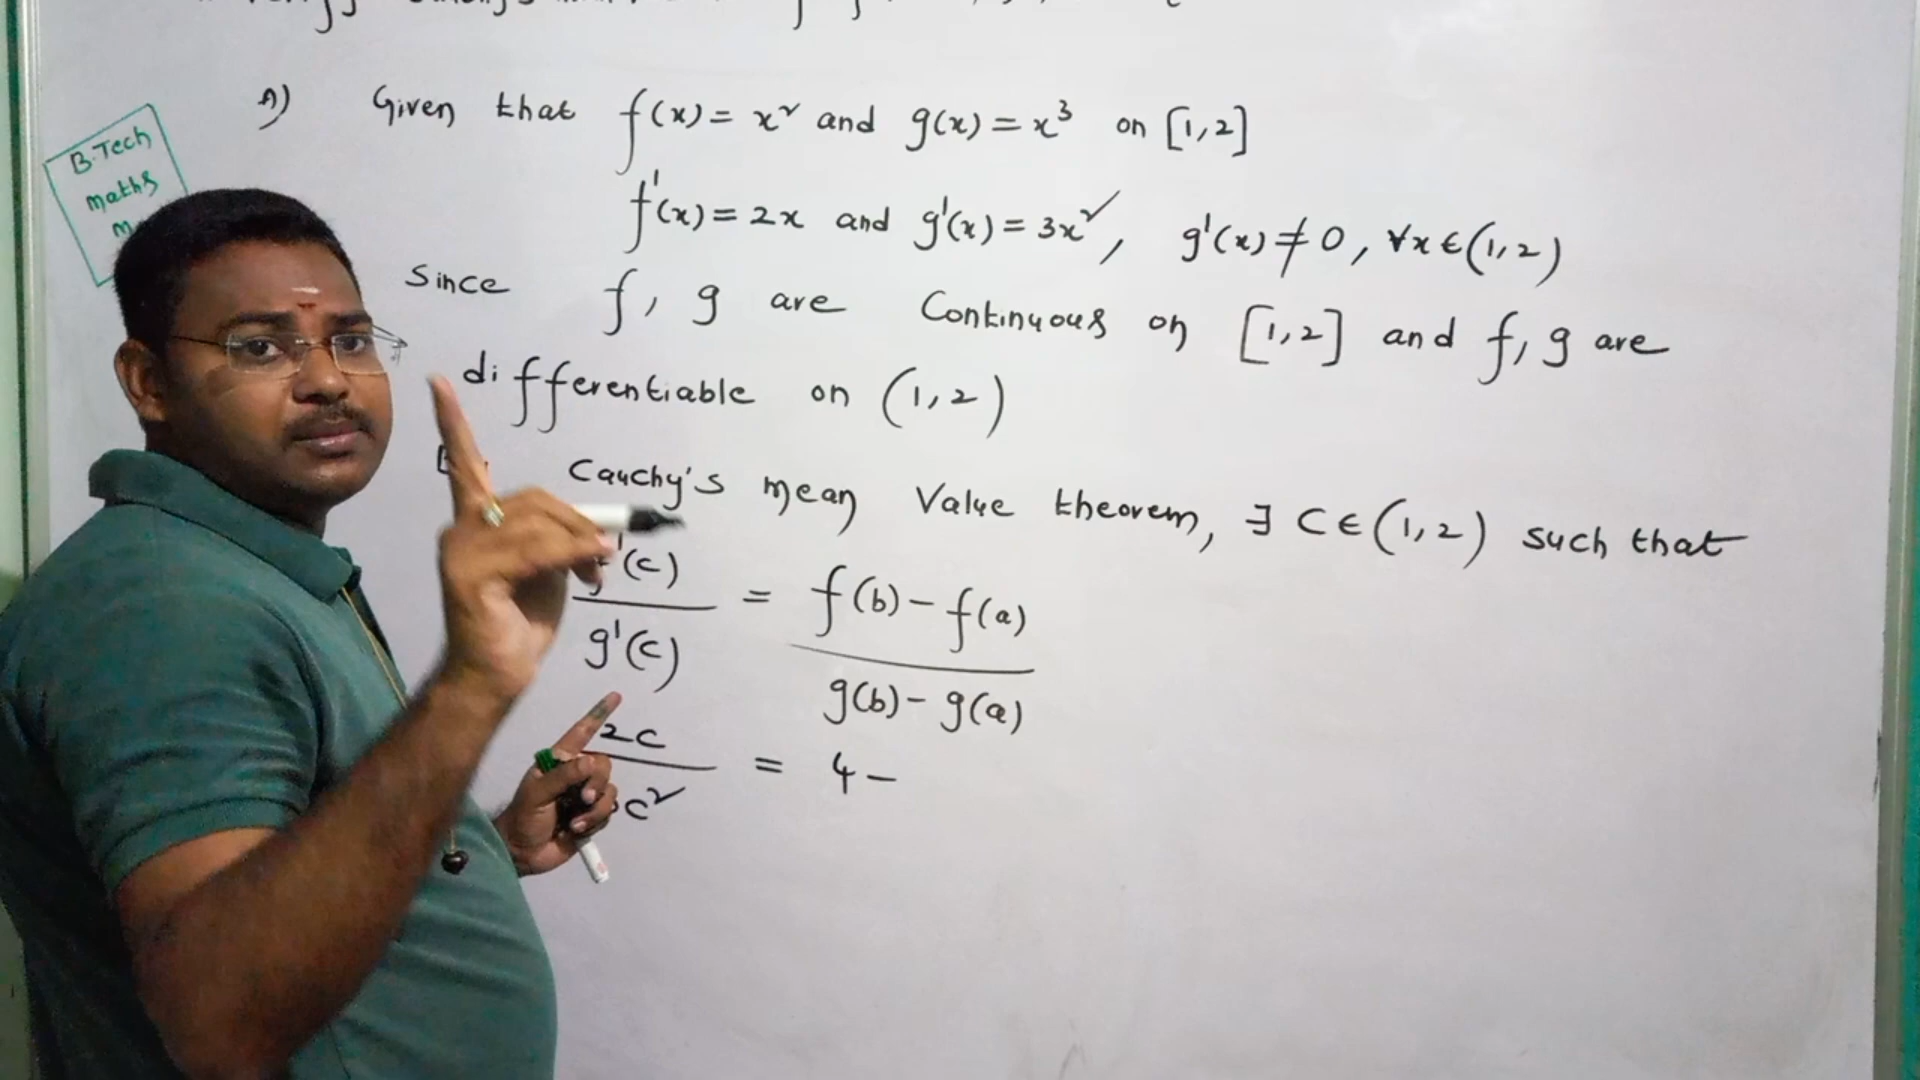 A) Given that f(x) = x² and g(x) = x³ on [1,2]
B.Tech
maths
f'(x) = 2x and g'(x) = 3x², g'(x) ≠ 0, ∀x ∈ (1,2)
Since f, g are Continuous on [1,2] and f, g are
differentiable on (1,2)
Cauchy's mean Value theorem, ∃ C ∈ (1,2) such that
f'(c) / g'(c) = f(b) - f(a) / g(b) - g(a)
2c / c² = 4 -